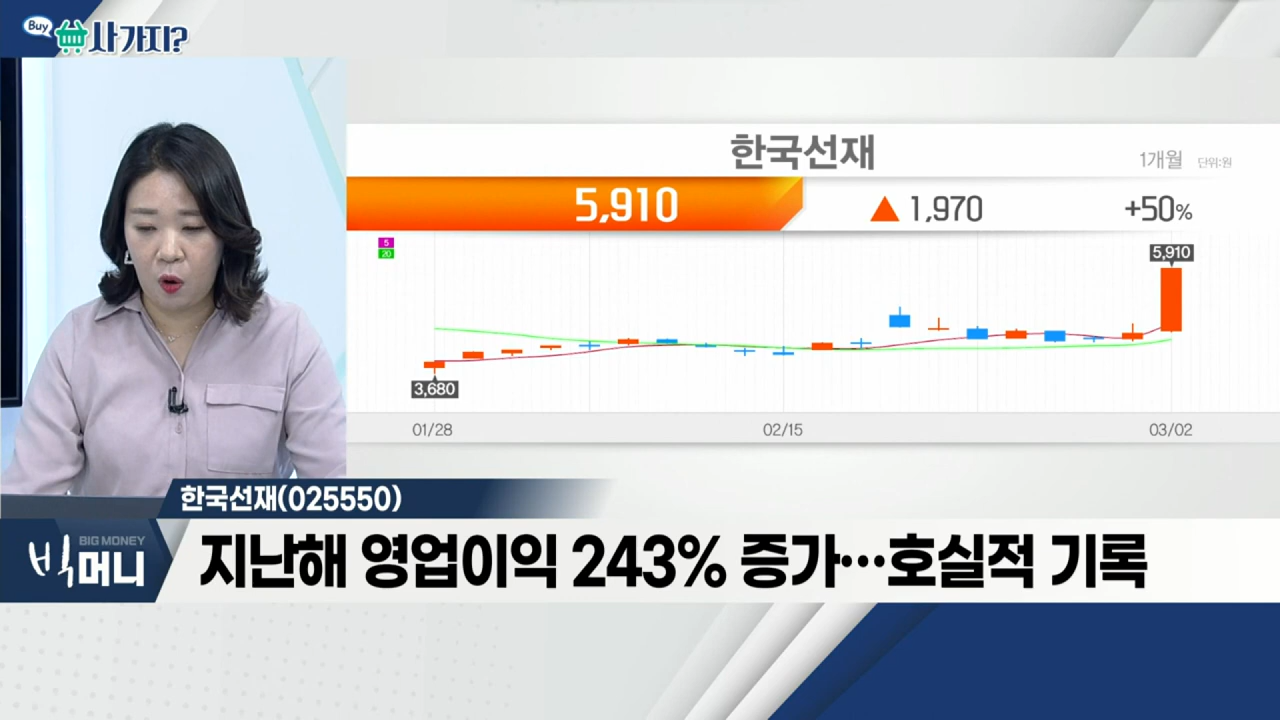 Buy
사가지?
한국선재
1개월 단위:원
5,910 ▲ 1,970 +50%
5
20
5,910
3,680
01/28 02/15 03/02
한국선재(025550)
BIG MONEY
빅머니
지난해 영업이익 243% 증가…호실적 기록